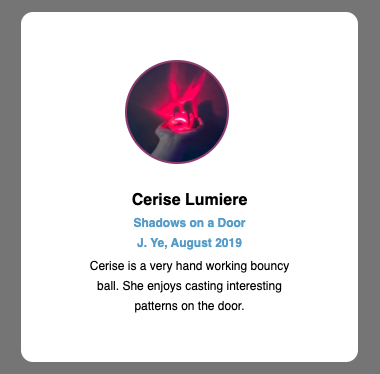 Cerise Lumiere
Shadows on a Door
J. Ye, August 2019
Cerise is a very hand working bouncy
ball. She enjoys casting interesting
patterns on the door.